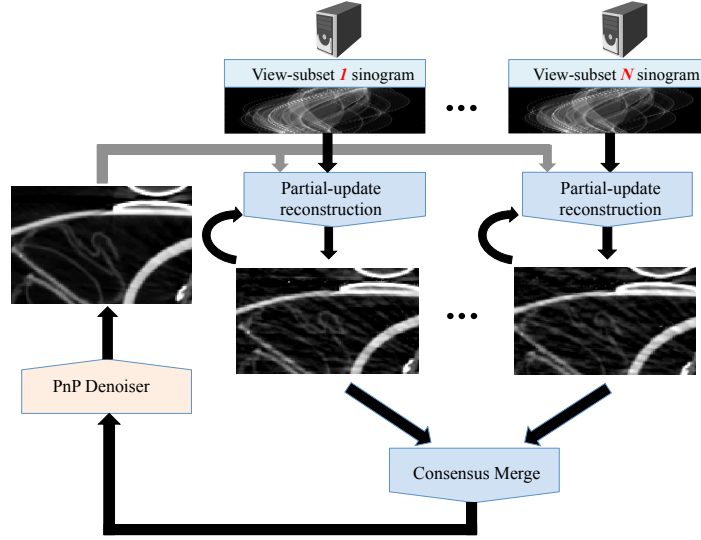 View-subset 1 sinogram
View-subset N sinogram
...
Partial-update
reconstruction
Partial-update
reconstruction
...
PnP Denoiser
Consensus Merge